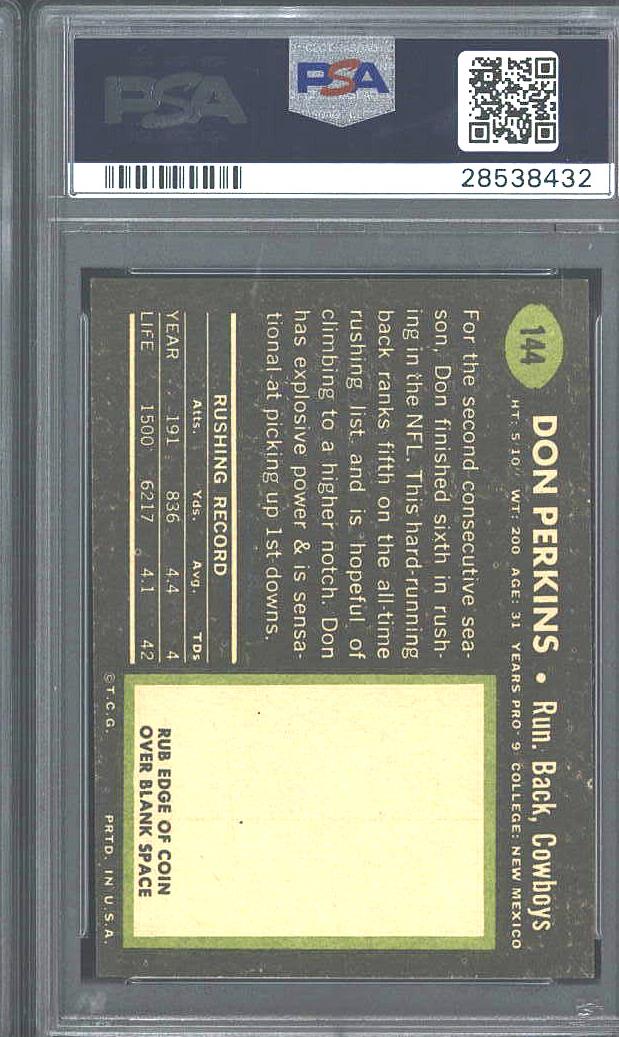 PSA
PSA
28538432
144
DON PERKINS • Run. Back, Cowboys
HT: 5'10" WT: 200 AGE: 31 YEARS PRO: 9 COLLEGE: NEW MEXICO
For the second consecutive sea-
son, Don finished sixth in rush-
ing in the NFL. This hard-running
back ranks fifth on the all-time
rushing list and is hopeful of
climbing to a higher notch. Don
has explosive power & is sensa-
tional at picking up 1st downs.
RUSHING RECORD
Atts. Yds. Avg. TDs
YEAR 191 836 4.4 4
LIFE 1500 6217 4.1 42
RUB EDGE OF COIN
OVER BLANK SPACE
©T.C.G. PRTD. IN U.S.A.